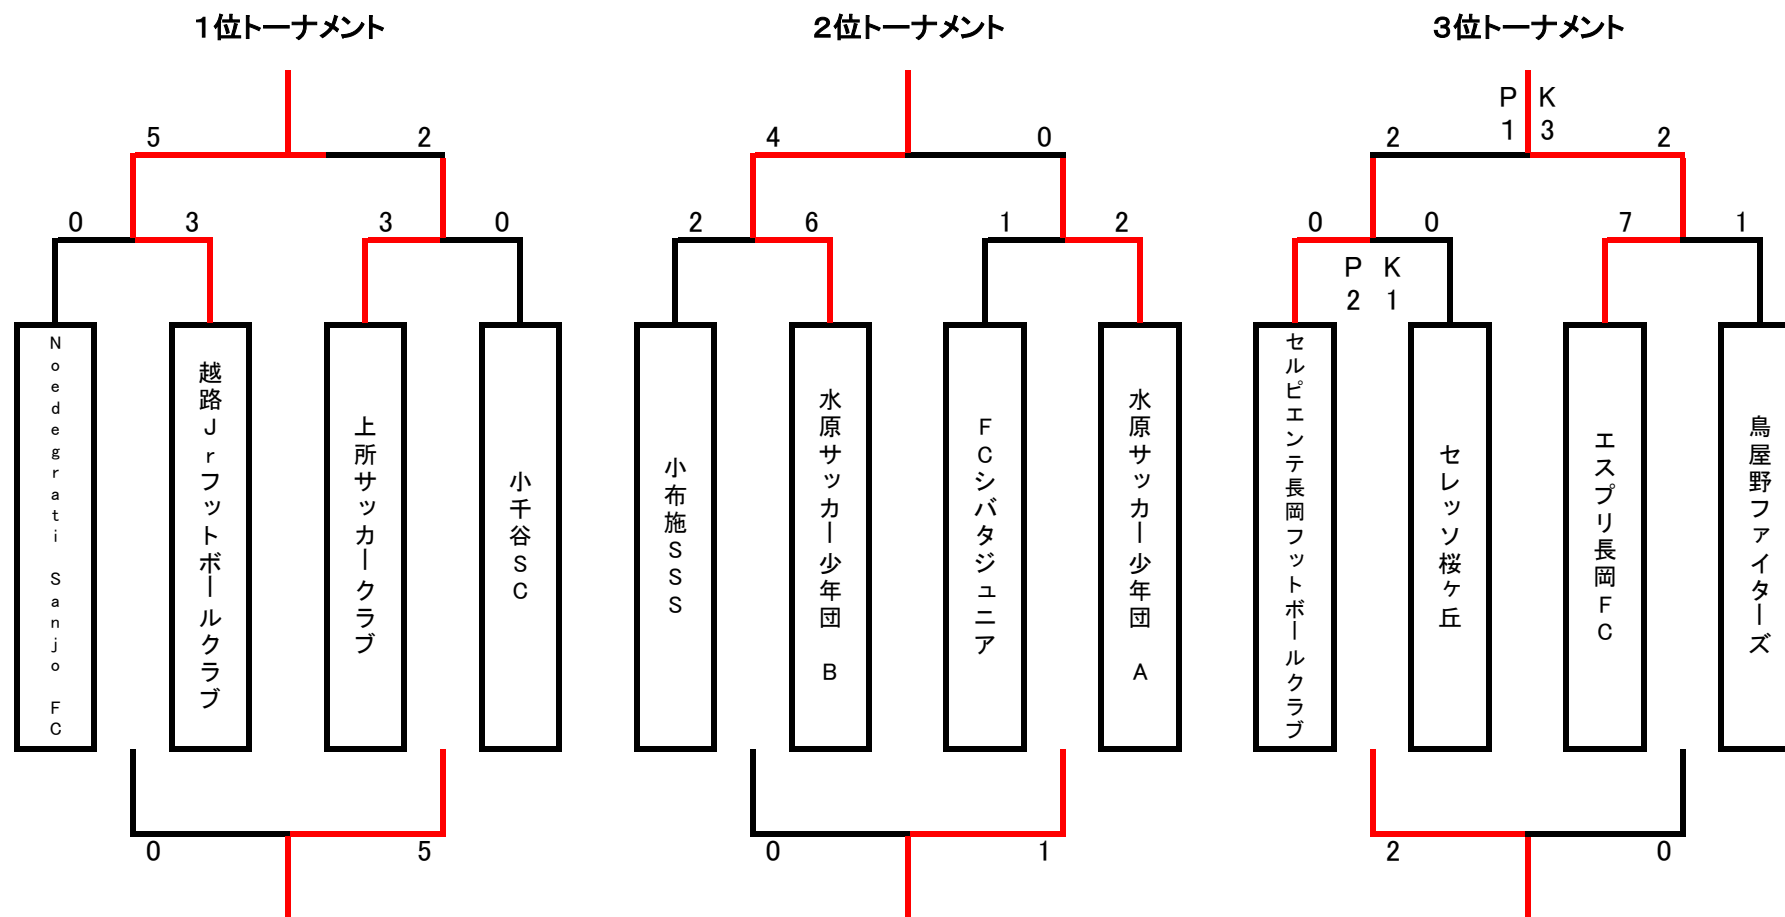 1位トーナメント
2位トーナメント
3位トーナメント
P K
1 3
5 2
4 0
2 2
0 3 3 0
2 6 1 2
0 0 7 1
P K
2 1
Noedegrati Sanjo FC
越路Jrフットボールクラブ
上所サッカークラブ
小千谷SC
小布施SSS
水原サッカー少年団 B
FCシバタジュニア
水原サッカー少年団 A
セルピエンテ長岡フットボールクラブ
セレッソ桜ヶ丘
エスプリ長岡FC
鳥屋野ファイターズ
0 5
0 1
2 0